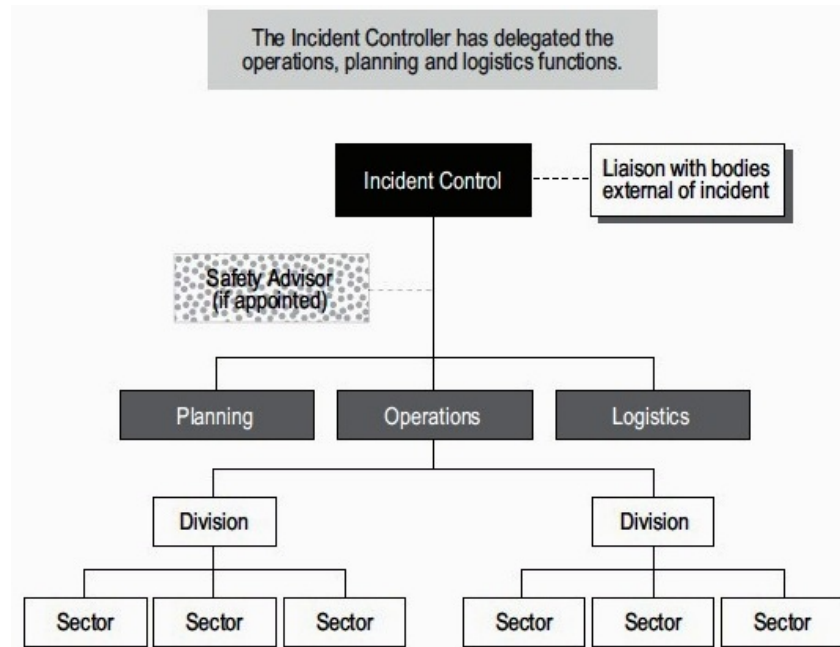 The Incident Controller has delegated the
operations, planning and logistics functions.
Incident Control
Liaison with bodies
external of incident
Safety Advisor
(if appointed)
Planning
Operations
Logistics
Division
Division
Sector
Sector
Sector
Sector
Sector
Sector